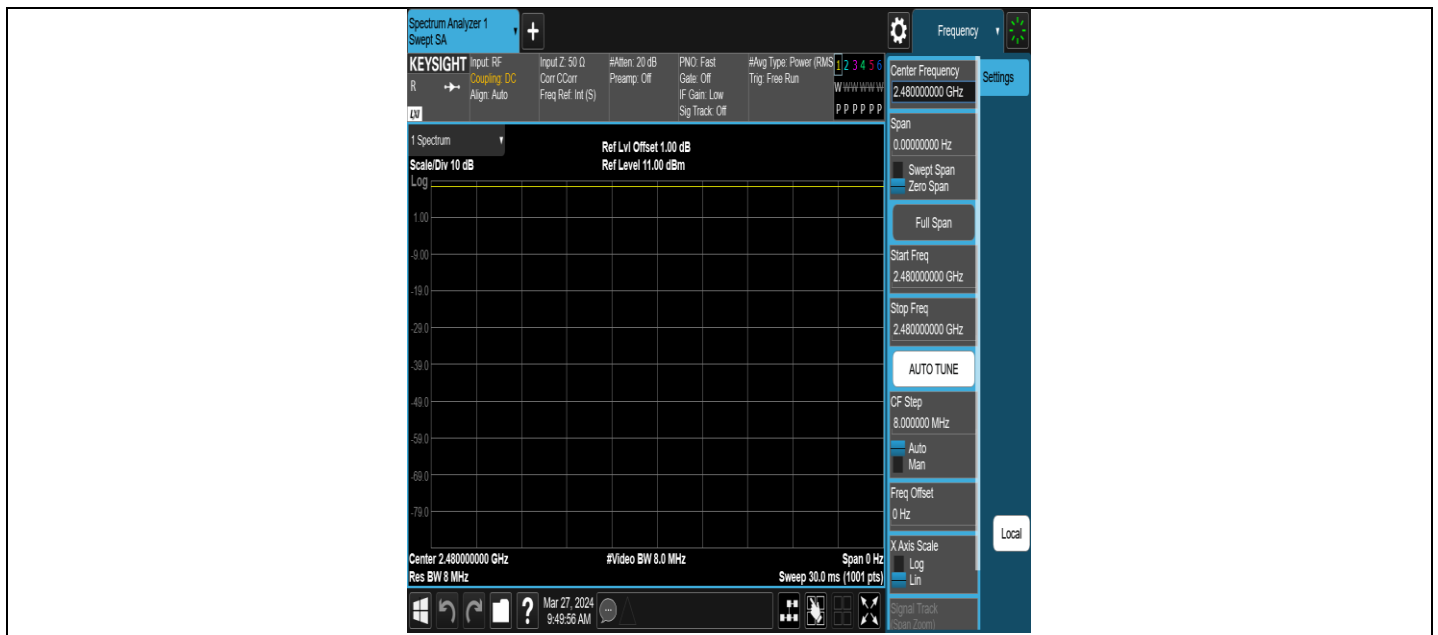 Spectrum Analyzer 1
Swept SA
+
Frequency
KEYSIGHT
R
LXI
Input: RF
Coupling: DC
Align: Auto
Input Z: 50 Ω
Corr CCorr
Freq Ref: Int (S)
#Atten: 20 dB
Preamp: Off
PNO: Fast
Gate: Off
IF Gain: Low
Sig Track: Off
#Avg Type: Power (RMS
Trig: Free Run
1 2 3 4 5 6
W W W W W W
P P P P P P
1 Spectrum
Scale/Div 10 dB
Ref Lvl Offset 1.00 dB
Ref Level 11.00 dBm
Log
1.00
-9.00
-19.0
-29.0
-39.0
-49.0
-59.0
-69.0
-79.0
Center 2.480000000 GHz
#Video BW 8.0 MHz
Span 0 Hz
Res BW 8 MHz
Sweep 30.0 ms (1001 pts)
Center Frequency
2.480000000 GHz
Settings
Span
0.00000000 Hz
Swept Span
Zero Span
Full Span
Start Freq
2.480000000 GHz
Stop Freq
2.480000000 GHz
AUTO TUNE
CF Step
8.000000 MHz
Auto
Man
Freq Offset
0 Hz
X Axis Scale
Log
Lin
Signal Track
(Span Zoom)
Local
?
Mar 27, 2024
9:49:56 AM